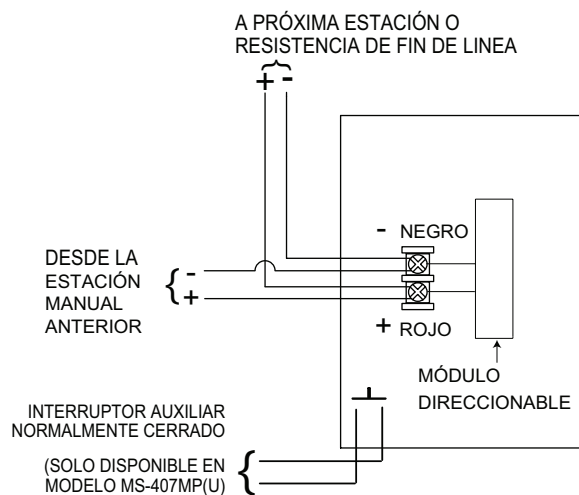 A PRÓXIMA ESTACIÓN O
RESISTENCIA DE FIN DE LINEA
+ -
- NEGRO
DESDE LA
ESTACIÓN
MANUAL
ANTERIOR
-
+
+ ROJO
MÓDULO
DIRECCIONABLE
INTERRUPTOR AUXILIAR
NORMALMENTE CERRADO
(SOLO DISPONIBLE EN
MODELO MS-407MP(U)